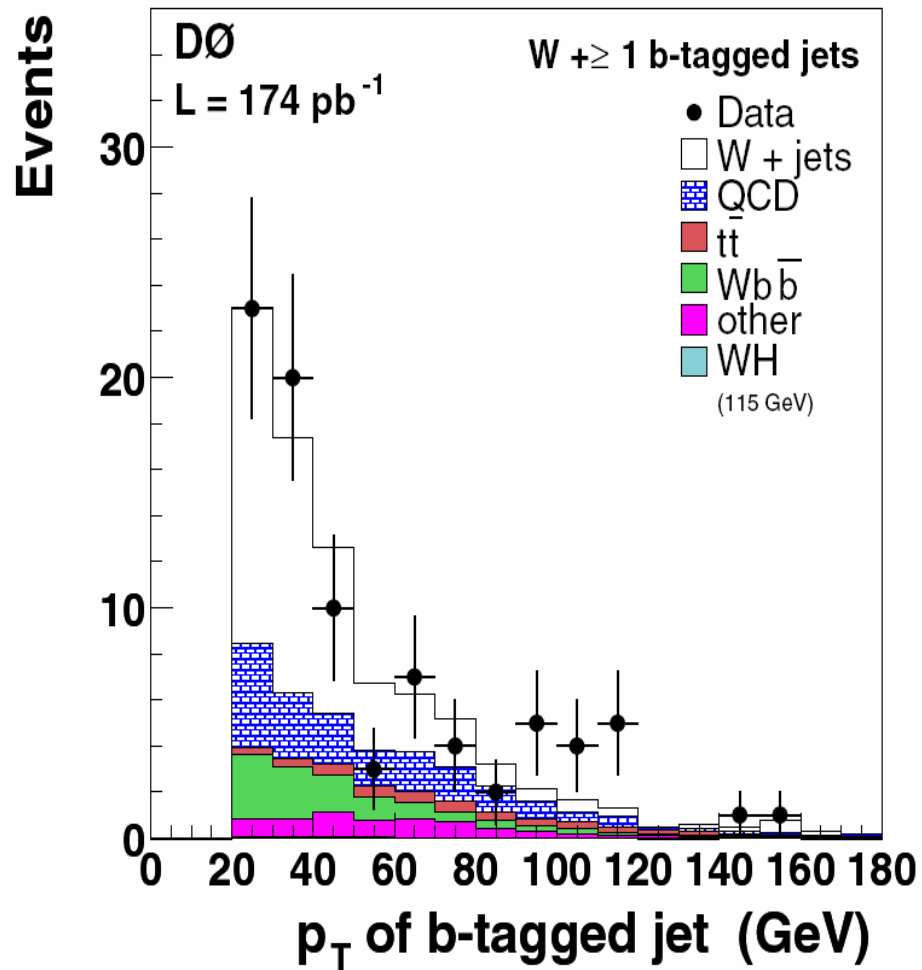 Events
DØ
L = 174 pb⁻¹
W +≥ 1 b-tagged jets
Data
W + jets
QCD
tt̄
Wbb̄
other
WH
(115 GeV)
30
20
10
0
0 20 40 60 80 100 120 140 160 180
p_T of b-tagged jet (GeV)